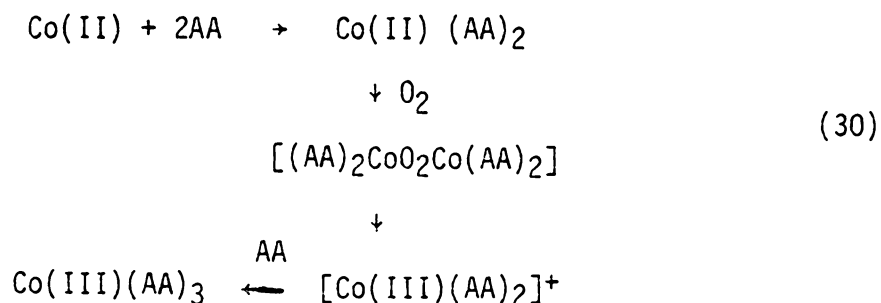 Co(II) + 2AA → Co(II) (AA)₂
↓ O₂
(30)
[(AA)₂CoO₂Co(AA)₂]
↓
AA
Co(III)(AA)₃ ← [Co(III)(AA)₂]⁺